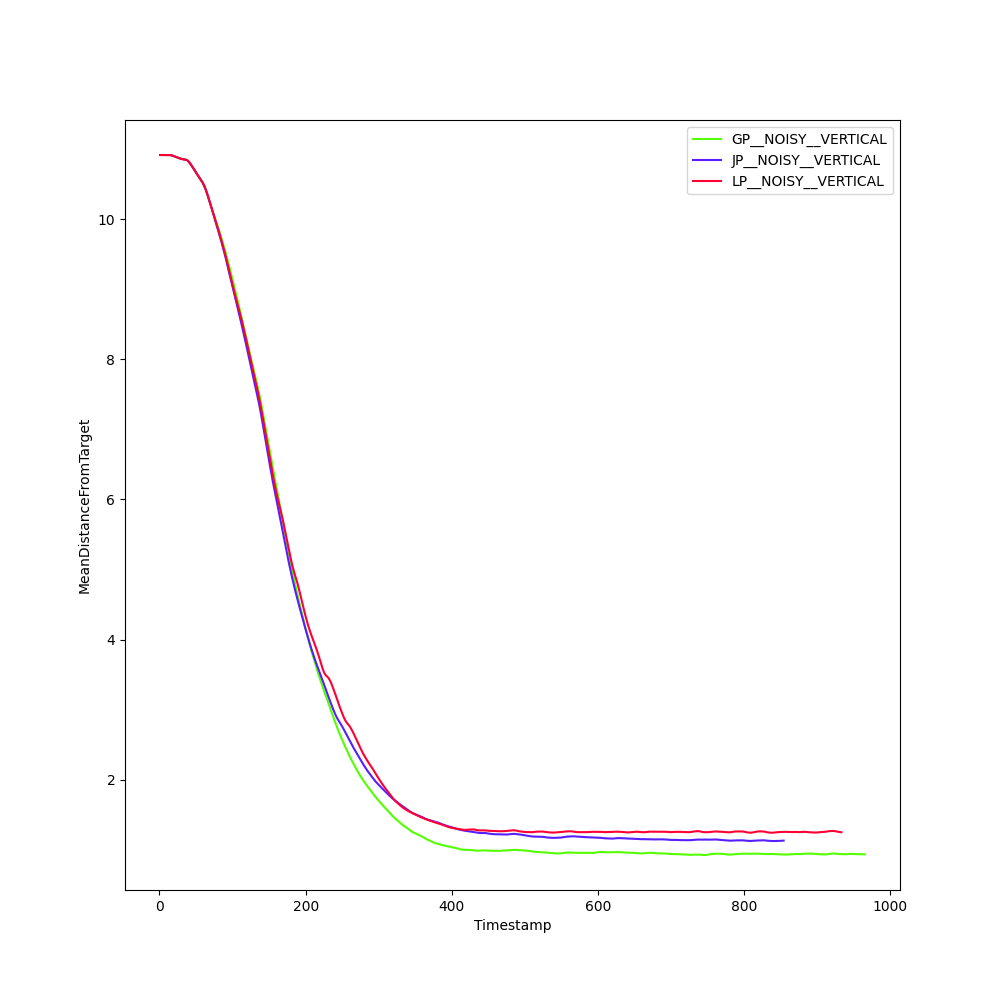 GP__NOISY__VERTICAL
JP__NOISY__VERTICAL
LP__NOISY__VERTICAL
10
8
6
4
2
MeanDistanceFromTarget
0 200 400 600 800 1000
Timestamp